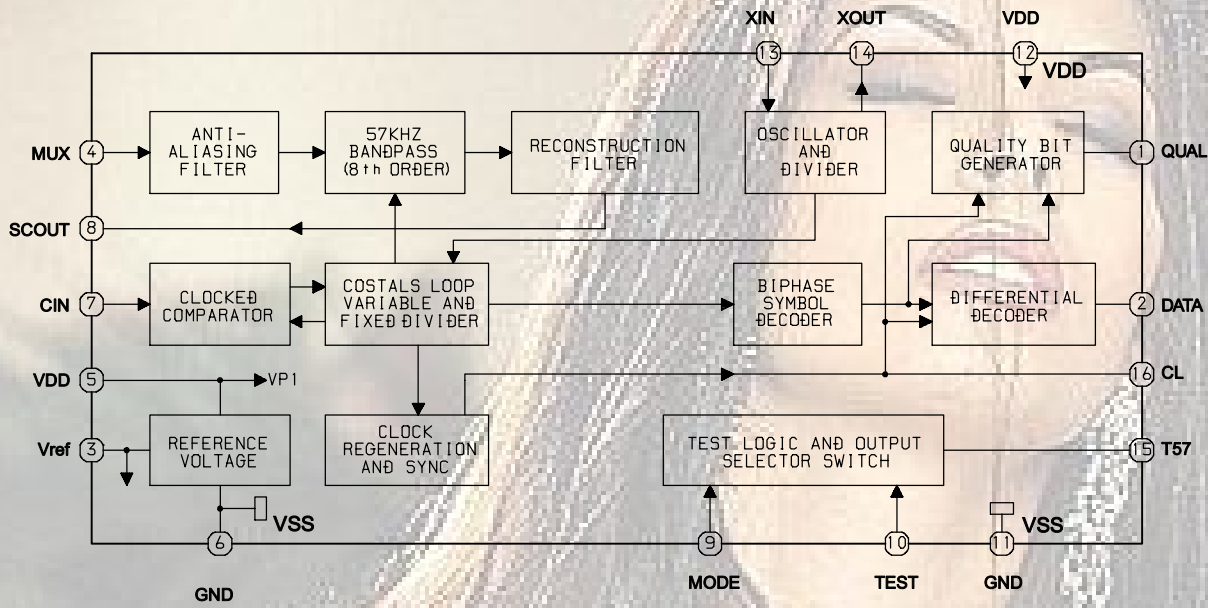 XIN XOUT VDD
13 14 12 VDD
ANTI-
ALIASING
FILTER
57KHZ
BANDPASS
(8th ORDER)
RECONSTRUCTION
FILTER
OSCILLATOR
AND
DIVIDER
QUALITY BIT
GENERATOR
MUX 4
1 QUAL
SCOUT 8
CIN 7
CLOCKED
COMPARATOR
COSTALS LOOP
VARIABLE AND
FIXED DIVIDER
BIPHASE
SYMBOL
DECODER
DIFFERENTIAL
DECODER
2 DATA
VDD 5 VP1
16 CL
Vref 3
REFERENCE
VOLTAGE
CLOCK
REGENERATION
AND SYNC
TEST LOGIC AND OUTPUT
SELECTOR SWITCH
15 T57
VSS
VSS
6 9 10 11
GND MODE TEST GND